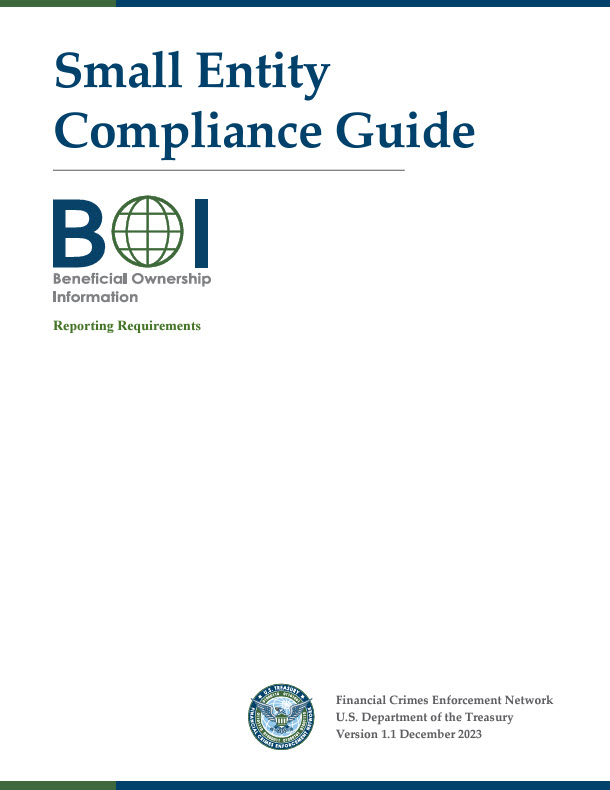 Small Entity
Compliance Guide
BOI
Beneficial Ownership
Information
Reporting Requirements
U.S. TREASURY
FINANCIAL CRIMES ENFORCEMENT NETWORK
Financial Crimes Enforcement Network
U.S. Department of the Treasury
Version 1.1 December 2023